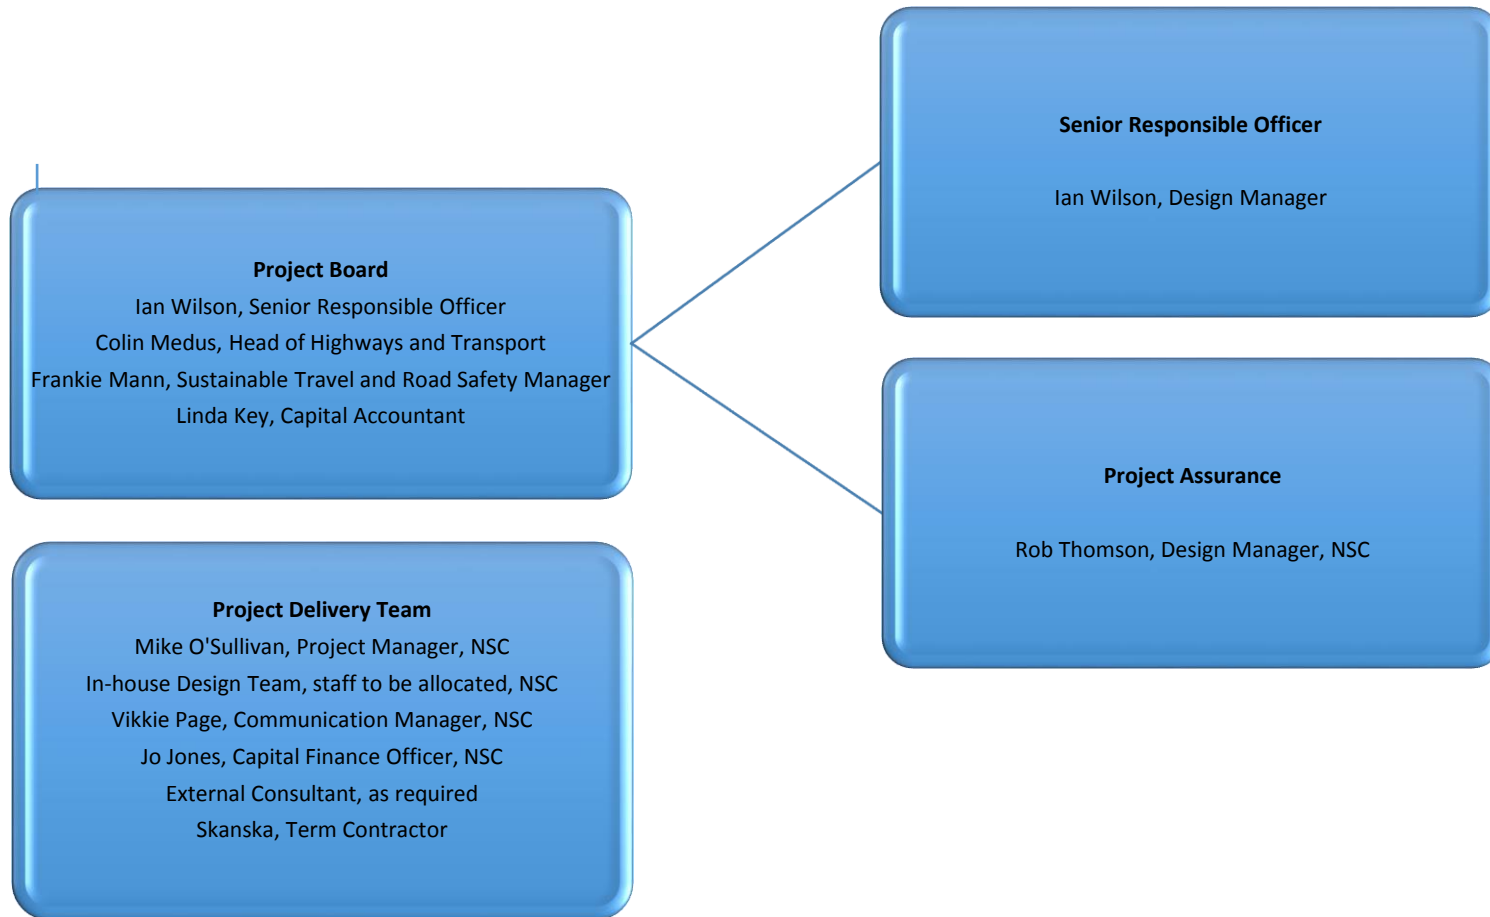 Senior Responsible Officer
Ian Wilson, Design Manager
Project Board
Ian Wilson, Senior Responsible Officer
Colin Medus, Head of Highways and Transport
Frankie Mann, Sustainable Travel and Road Safety Manager
Linda Key, Capital Accountant
Project Assurance
Rob Thomson, Design Manager, NSC
Project Delivery Team
Mike O'Sullivan, Project Manager, NSC
In-house Design Team, staff to be allocated, NSC
Vikkie Page, Communication Manager, NSC
Jo Jones, Capital Finance Officer, NSC
External Consultant, as required
Skanska, Term Contractor